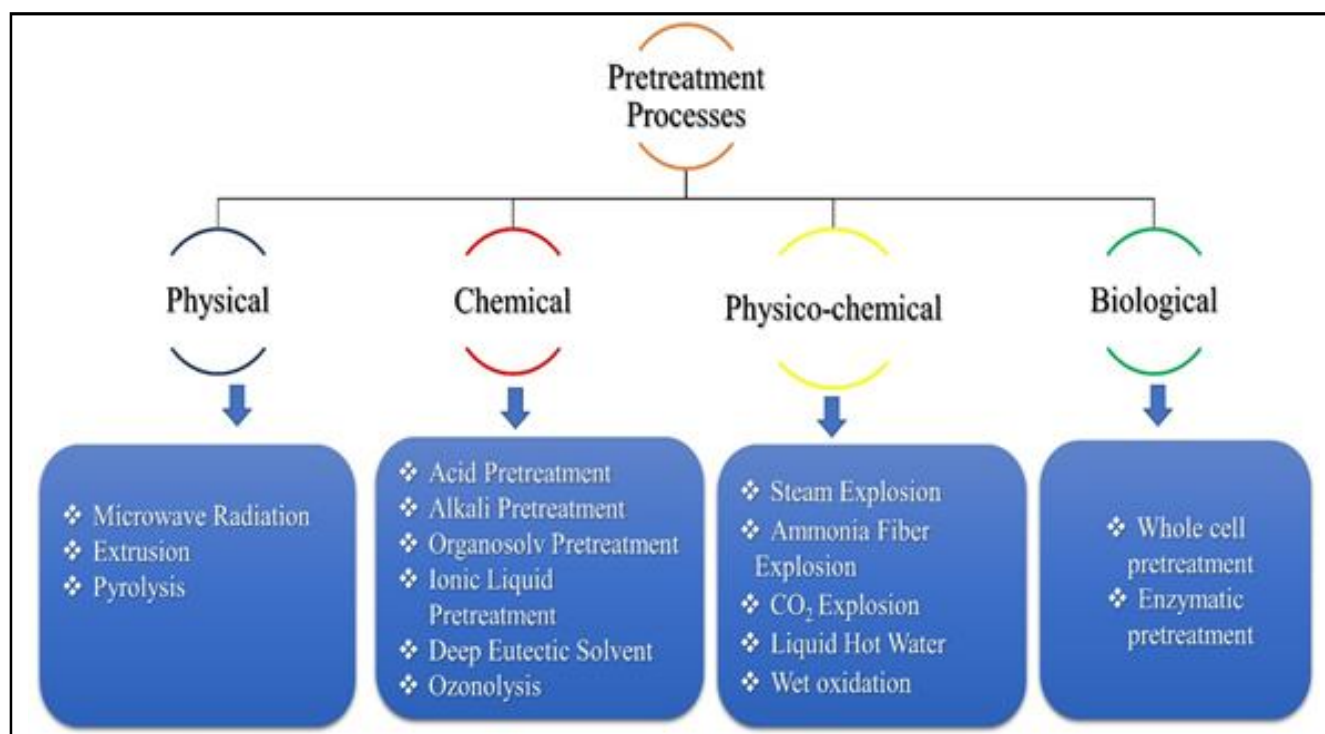 Pretreatment
Processes
Physical
Chemical
Physico-chemical
Biological
❖ Microwave Radiation
❖ Extrusion
❖ Pyrolysis
❖ Acid Pretreatment
❖ Alkali Pretreatment
❖ Organosolv Pretreatment
❖ Ionic Liquid
Pretreatment
❖ Deep Eutectic Solvent
❖ Ozonolysis
❖ Steam Explosion
❖ Ammonia Fiber
Explosion
❖ CO₂ Explosion
❖ Liquid Hot Water
❖ Wet oxidation
❖ Whole cell
pretreatment
❖ Enzymatic
pretreatment